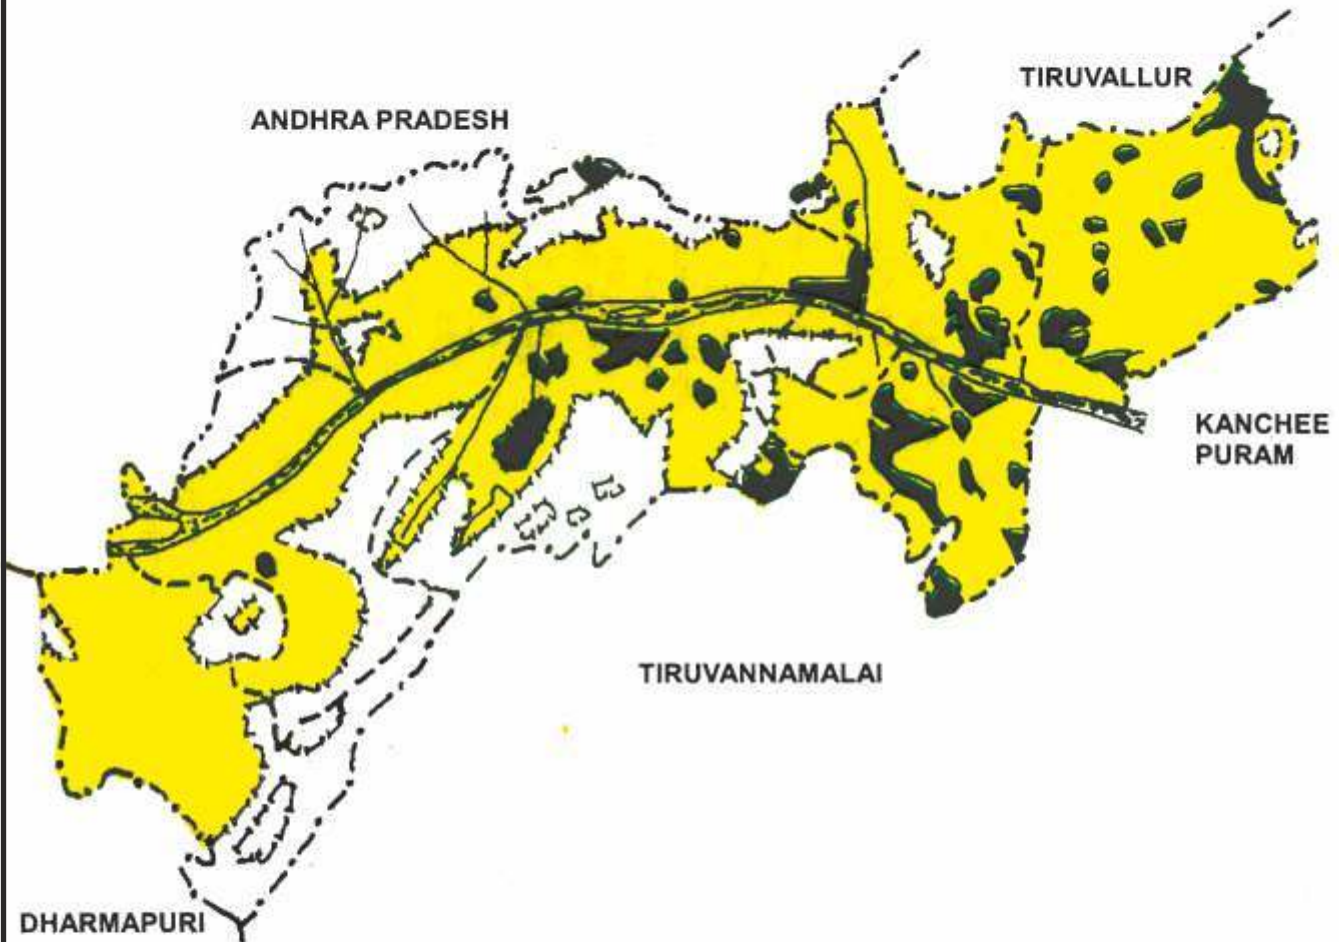 TIRUVALLUR
ANDHRA PRADESH
KANCHEE
PURAM
TIRUVANNAMALAI
DHARMAPURI